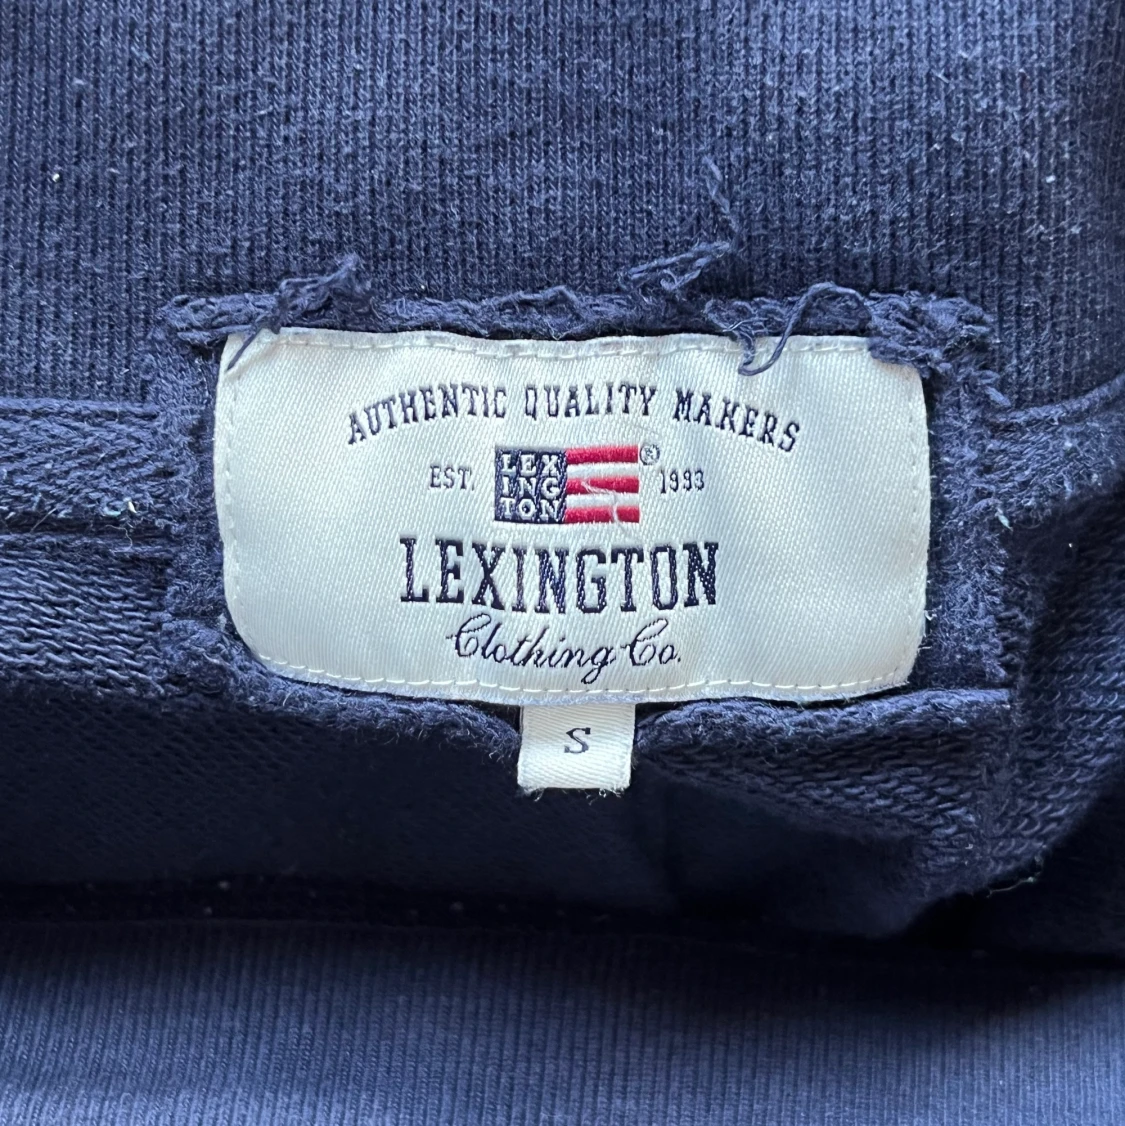 AUTHENTIC QUALITY MAKERS
EST. LEX ® 1993
ING
TON
LEXINGTON
Clothing Co.
S